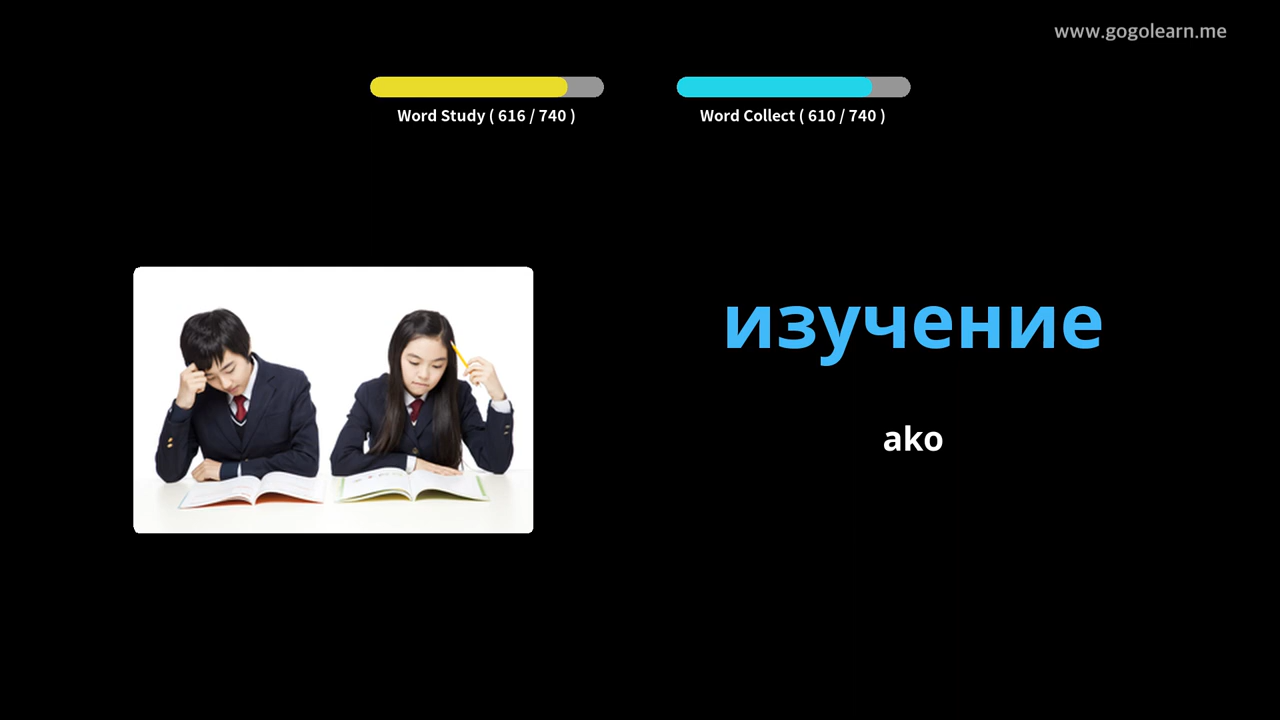 www.gogolearn.me
Word Study ( 616 / 740 )
Word Collect ( 610 / 740 )
изучение
ako